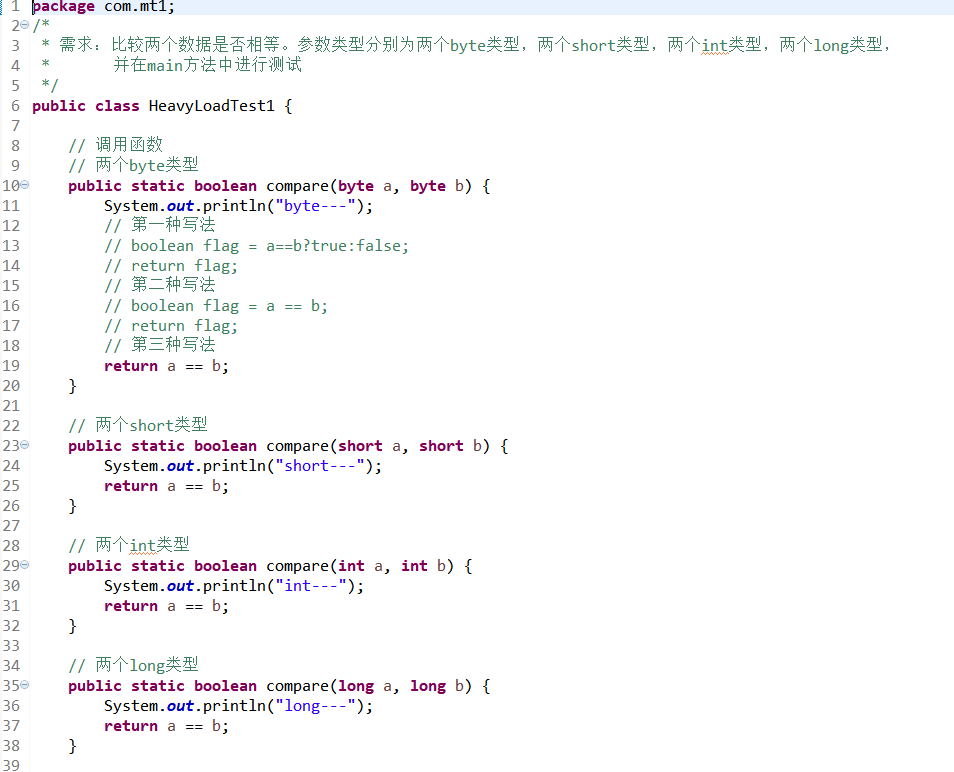 1 package com.mt1;
2 /*
3  * 需求：比较两个数据是否相等。参数类型分别为两个byte类型，两个short类型，两个int类型，两个long类型，
4  *       并在main方法中进行测试
5  */
6 public class HeavyLoadTest1 {
7
8     // 调用函数
9     // 两个byte类型
10     public static boolean compare(byte a, byte b) {
11         System.out.println("byte---");
12         // 第一种写法
13         // boolean flag = a==b?true:false;
14         // return flag;
15         // 第二种写法
16         // boolean flag = a == b;
17         // return flag;
18         // 第三种写法
19         return a == b;
20     }
21
22     // 两个short类型
23     public static boolean compare(short a, short b) {
24         System.out.println("short---");
25         return a == b;
26     }
27
28     // 两个int类型
29     public static boolean compare(int a, int b) {
30         System.out.println("int---");
31         return a == b;
32     }
33
34     // 两个long类型
35     public static boolean compare(long a, long b) {
36         System.out.println("long---");
37         return a == b;
38     }
39